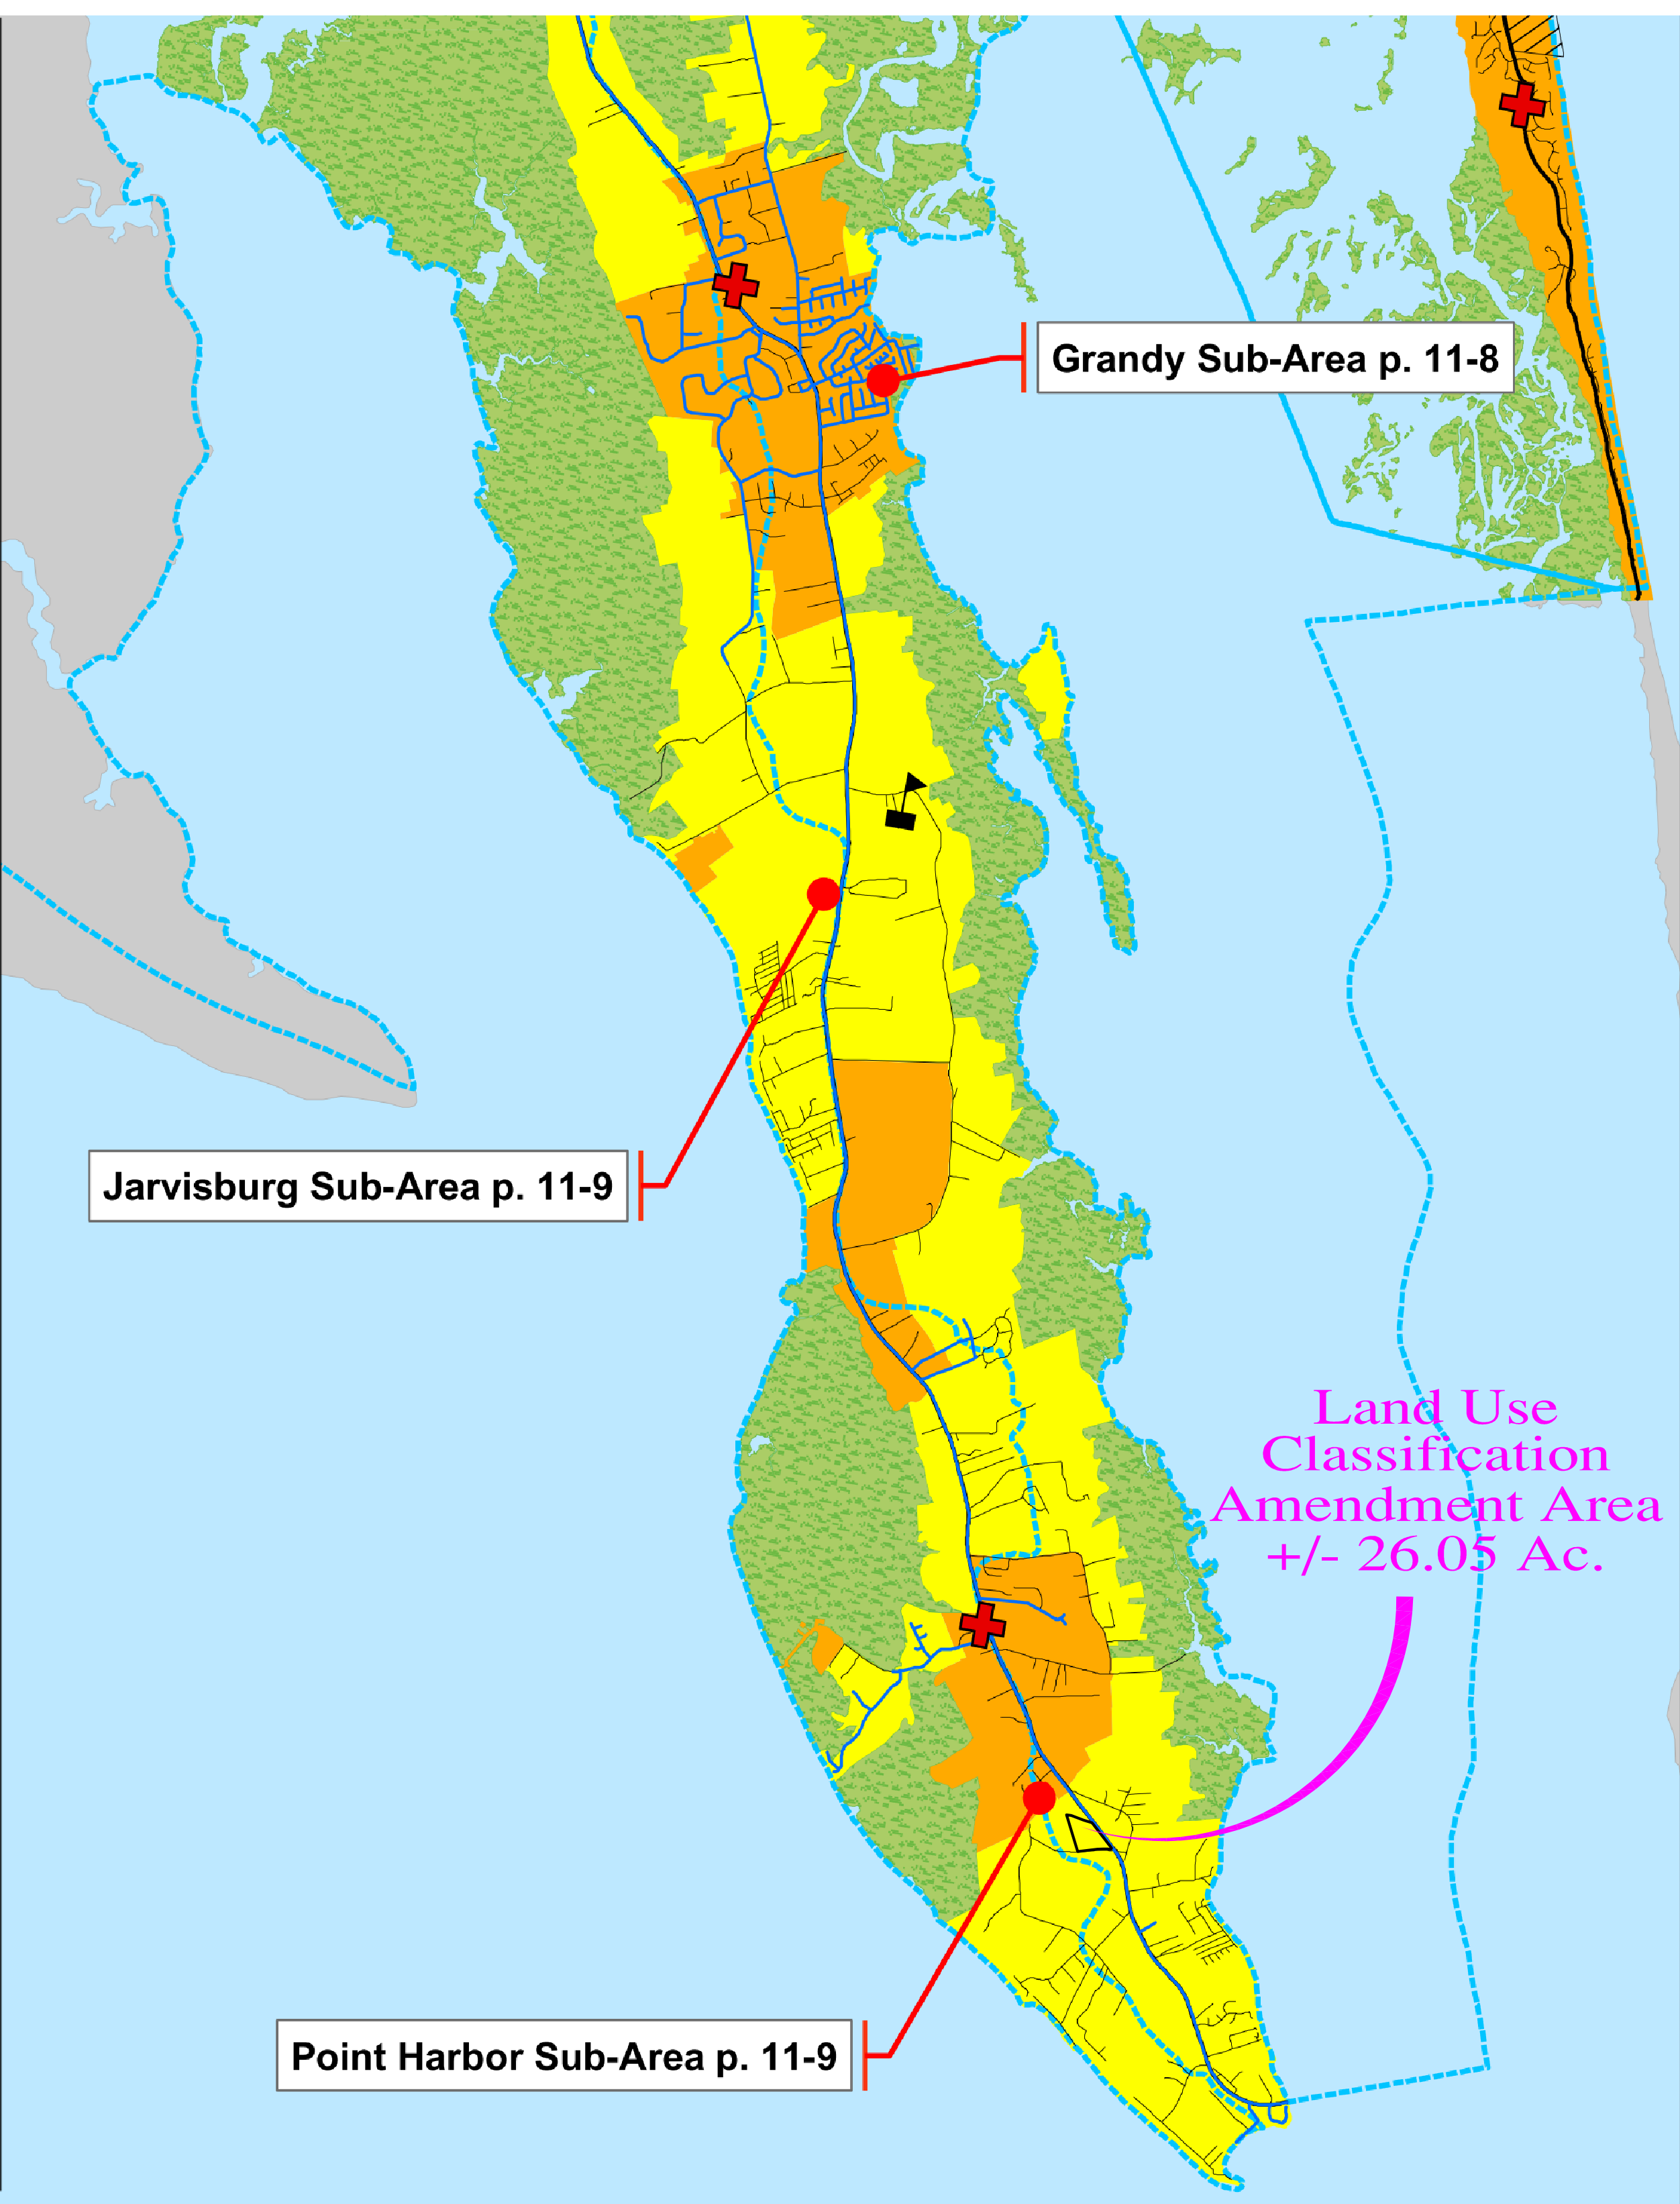 Grandy Sub-Area p. 11-8
Jarvisburg Sub-Area p. 11-9
Land Use
Classification
Amendment Area
+/- 26.05 Ac.
Point Harbor Sub-Area p. 11-9